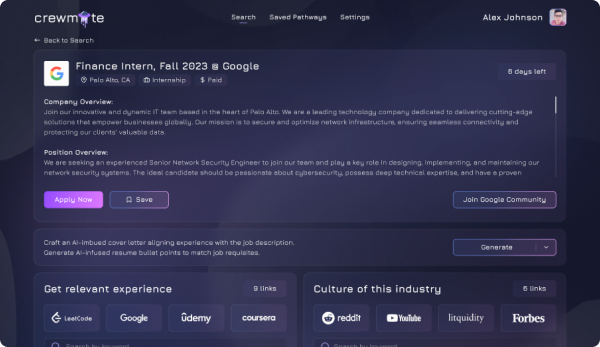 crewmate
Search Saved Pathways Settings
Alex Johnson
← Back to Search
Finance Intern, Fall 2023 @ Google
Palo Alto, CA Internship $ Paid
6 days left
Company Overview:
Join our innovative and dynamic IT team based in the heart of Palo Alto. We are a leading technology company dedicated to delivering cutting-edge
solutions that empower businesses globally. Our mission is to secure and optimize network infrastructure, ensuring seamless connectivity and
protecting our clients' valuable data.
Position Overview:
We are seeking an experienced Senior Network Security Engineer to join our team and play a key role in designing, implementing, and maintaining our
network security systems. The ideal candidate should be passionate about cybersecurity, possess deep technical expertise, and have a proven
Apply Now Save Join Google Community
Craft an AI-imbued cover letter aligning experience with the job description.
Generate AI-infused resume bullet points to match job requisites.
Generate
Get relevant experience 9 links
LeetCode Google ûdemy coursera
Search by keyword
Culture of this industry 6 links
reddit YouTube litquidity Forbes
Search by keyword